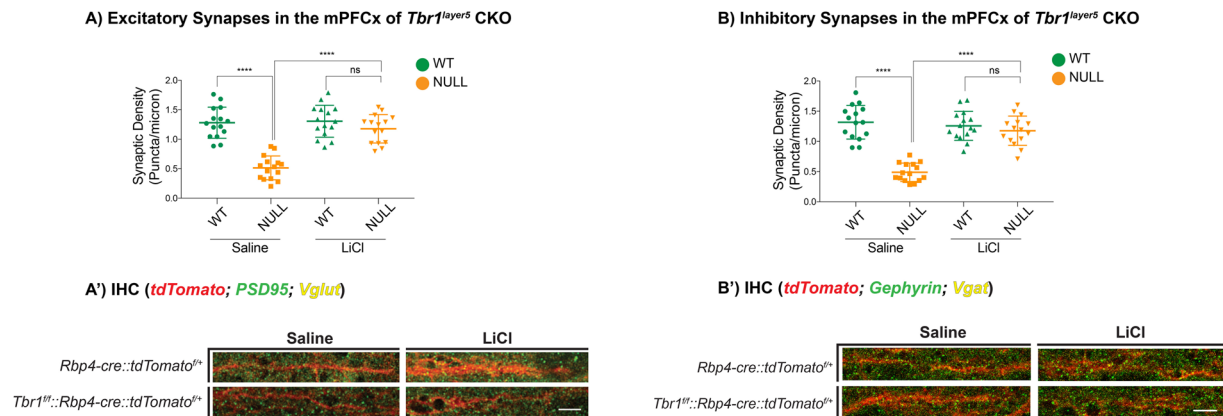 A) Excitatory Synapses in the mPFCx of Tbr1layer5 CKO
**** **** ns
WT
NULL
Synaptic Density
(Puncta/micron)
2.0
1.5
1.0
0.5
0.0
WT NULL WT NULL
Saline LiCl
A') IHC (tdTomato; PSD95; Vglut)
Saline LiCl
Rbp4-cre::tdTomatof/+
Tbr1f/f::Rbp4-cre::tdTomatof/+
B) Inhibitory Synapses in the mPFCx of Tbr1layer5 CKO
**** **** ns
WT
NULL
Synaptic Density
(Puncta/micron)
2.0
1.5
1.0
0.5
0.0
WT NULL WT NULL
Saline LiCl
B') IHC (tdTomato; Gephyrin; Vgat)
Saline LiCl
Rbp4-cre::tdTomatof/+
Tbr1f/f::Rbp4-cre::tdTomatof/+